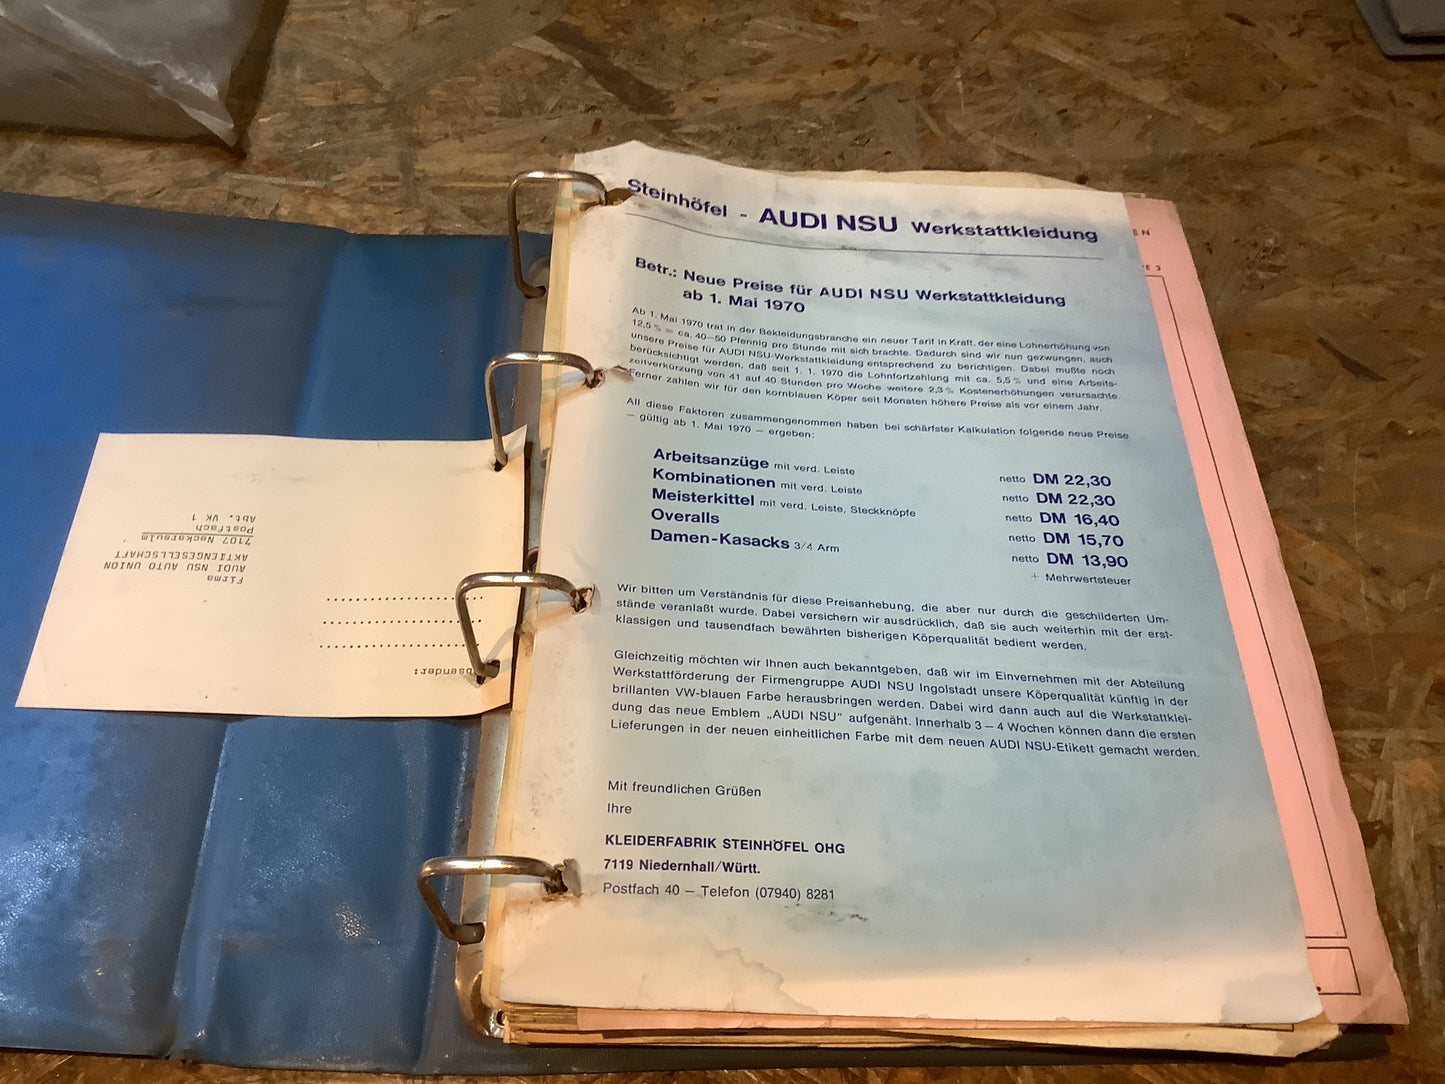 Steinhöfel - AUDI NSU Werkstattkleidung
Betr.: Neue Preise für AUDI NSU Werkstattkleidung
ab 1. Mai 1970
Ab 1. Mai 1970 trat in der Bekleidungsbranche ein neuer Tarif in Kraft, der eine Lohnerhöhung von
12,5 % = ca. 40–50 Pfennig pro Stunde mit sich brachte. Dadurch sind wir nun gezwungen, auch
unsere Preise für AUDI NSU-Werkstattkleidung entsprechend zu berichtigen. Dabei mußte noch
berücksichtigt werden, daß seit 1. 1. 1970 die Lohnfortzahlung mit ca. 5,5 % und eine Arbeits-
zeitverkürzung von 41 auf 40 Stunden pro Woche weitere 2,3 % Kostenerhöhungen verursachte.
Ferner zahlen wir für den kornblauen Köper seit Monaten höhere Preise als vor einem Jahr.
All diese Faktoren zusammengenommen haben bei schärfster Kalkulation folgende neue Preise
— gültig ab 1. Mai 1970 — ergeben:
Arbeitsanzüge mit verd. Leiste netto DM 22,30
Kombinationen mit verd. Leiste netto DM 22,30
Meisterkittel mit verd. Leiste, Steckknöpfe netto DM 16,40
Overalls netto DM 15,70
Damen-Kasacks 3/4 Arm netto DM 13,90
+ Mehrwertsteuer
Wir bitten um Verständnis für diese Preisanhebung, die aber nur durch die geschilderten Um-
stände veranlaßt wurde. Dabei versichern wir ausdrücklich, daß sie auch weiterhin mit der erst-
klassigen und tausendfach bewährten bisherigen Köperqualität bedient werden.
Gleichzeitig möchten wir Ihnen auch bekanntgeben, daß wir im Einvernehmen mit der Abteilung
Werkstattförderung der Firmengruppe AUDI NSU Ingolstadt unsere Köperqualität künftig in der
brillanten VW-blauen Farbe herausbringen werden. Dabei wird dann auch auf die Werkstattklei-
dung das neue Emblem „AUDI NSU“ aufgenäht. Innerhalb 3 – 4 Wochen können dann die ersten
Lieferungen in der neuen einheitlichen Farbe mit dem neuen AUDI NSU-Etikett gemacht werden.
Mit freundlichen Grüßen
Ihre
KLEIDERFABRIK STEINHÖFEL OHG
7119 Niedernhall/Württ.
Postfach 40 — Telefon (07940) 8281
bsender:
Firma
AUDI NSU AUTO UNION
AKTIENGESELLSCHAFT
7107 Neckarsulm
Postfach
Abt. VK 1
EN
PE 3